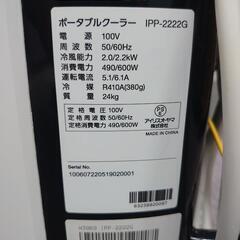 ポータブルクーラー IPP-2222G
電源 100V
周波数 50/60Hz
冷風能力 2.0/2.2kW
消費電力 490/600W
運転電流 5.1/6.1A
冷媒 R410A(380g)
質量 24kg
定格電圧 100V
定格周波数 50/60Hz
定格消費電力 490/600W
PS
E
アイリスオーヤマ
MADE IN CHINA
Serial No.
100607220519020001
H3069 IPP-2222G